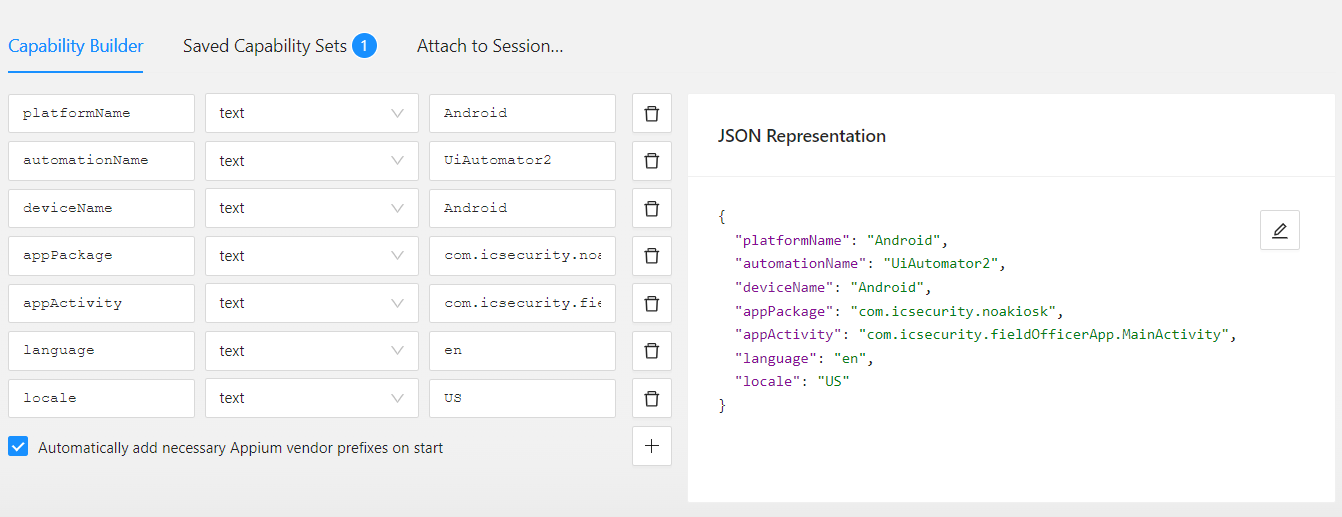 Capability Builder Saved Capability Sets 1 Attach to Session...
platformName text Android
automationName text UiAutomator2
deviceName text Android
appPackage text com.icsecurity.noa
appActivity text com.icsecurity.fie
language text en
locale text US
Automatically add necessary Appium vendor prefixes on start
JSON Representation
{
"platformName": "Android",
"automationName": "UiAutomator2",
"deviceName": "Android",
"appPackage": "com.icsecurity.noakiosk",
"appActivity": "com.icsecurity.fieldOfficerApp.MainActivity",
"language": "en",
"locale": "US"
}